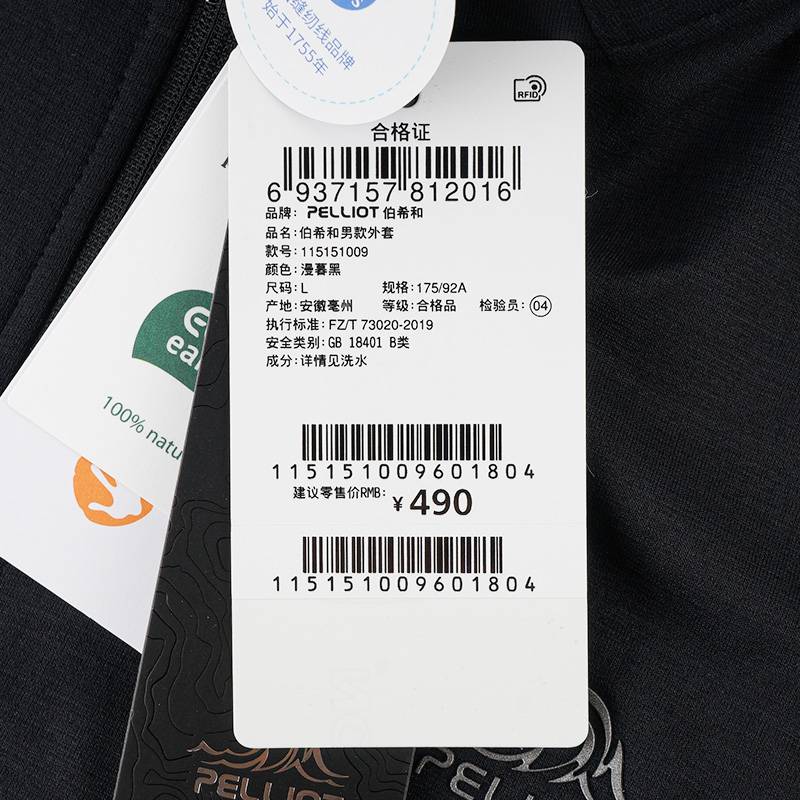 缝纫线品牌
始于1755年
RFID
合格证
6 937157 812016
品牌: PELLIOT 伯希和
品名:伯希和男款外套
款号:115151009
颜色:漫暮黑
尺码:L 规格:175/92A
产地:安徽亳州 等级:合格品 检验员:04
执行标准:FZ/T 73020-2019
安全类别:GB 18401 B类
成分:详情见洗水
115151009601804
建议零售价RMB: ¥490
115151009601804
100% natu
PELLIOT